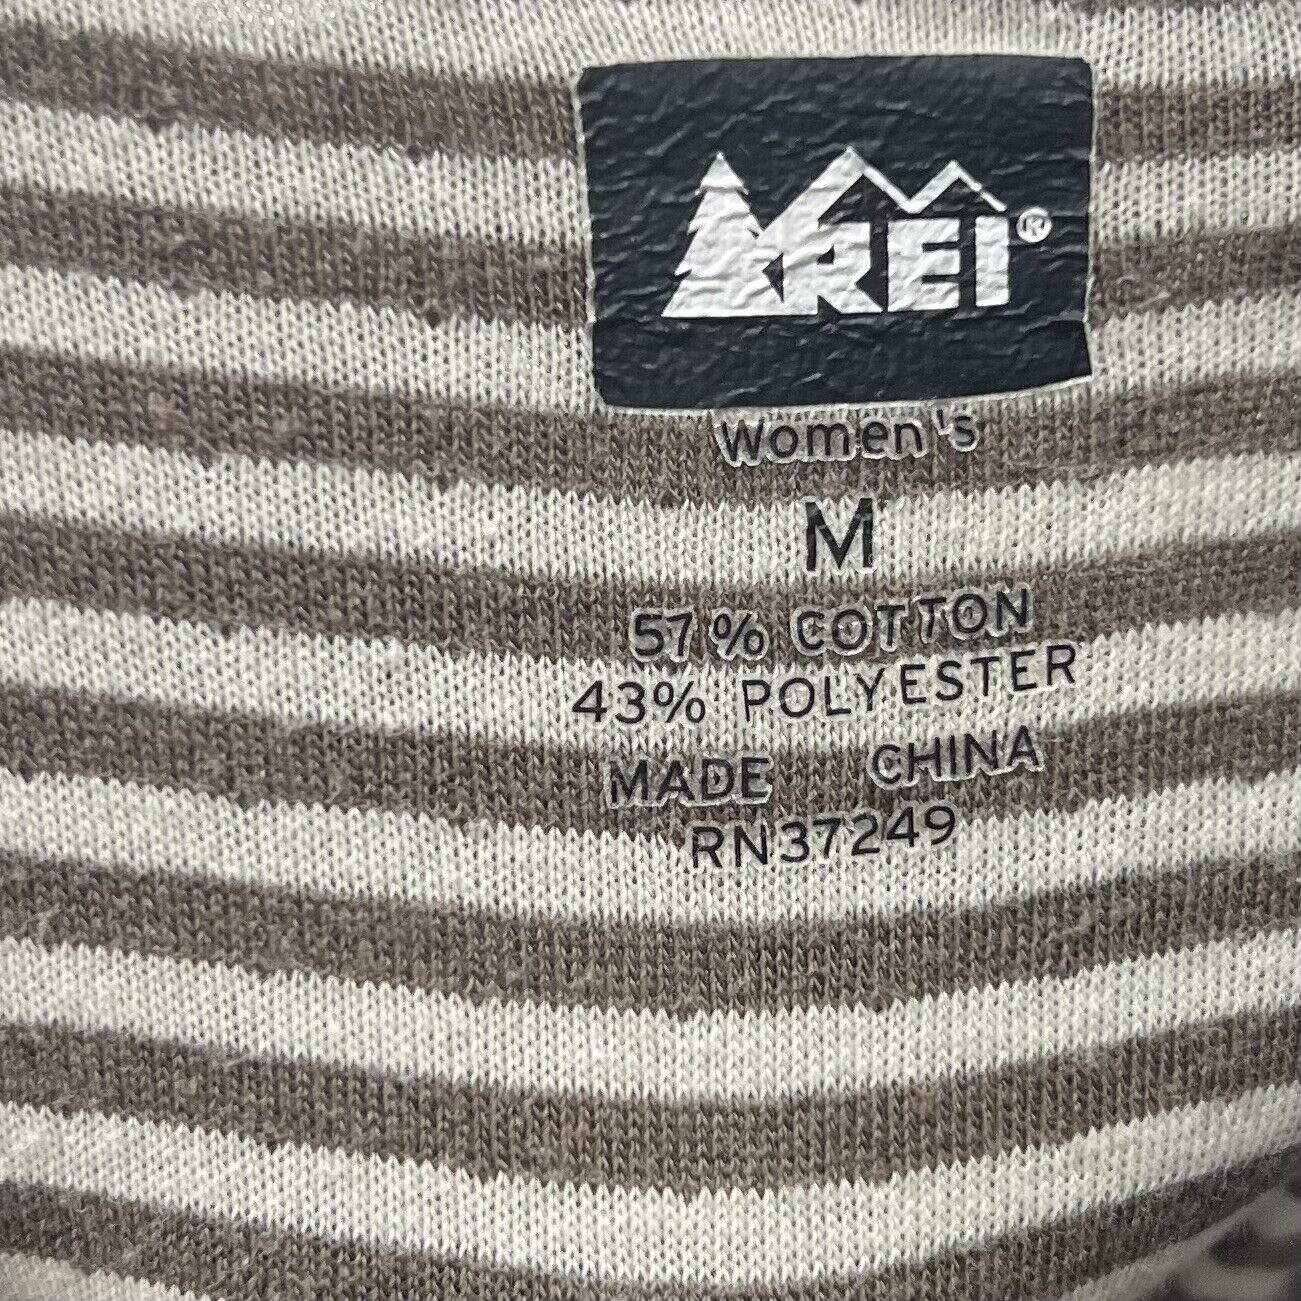 REI®
Women's
M
57% COTTON
43% POLYESTER
MADE CHINA
RN37249